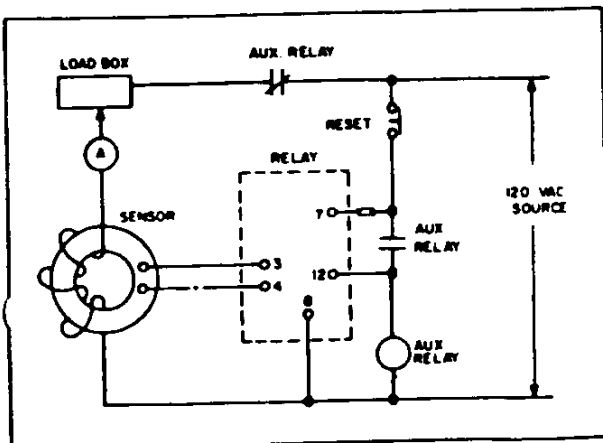 AUX. RELAY
LOAD BOX
RESET
A
RELAY
120 VAC
SOURCE
SENSOR
7
AUX
RELAY
3
12
4
8
AUX
RELAY